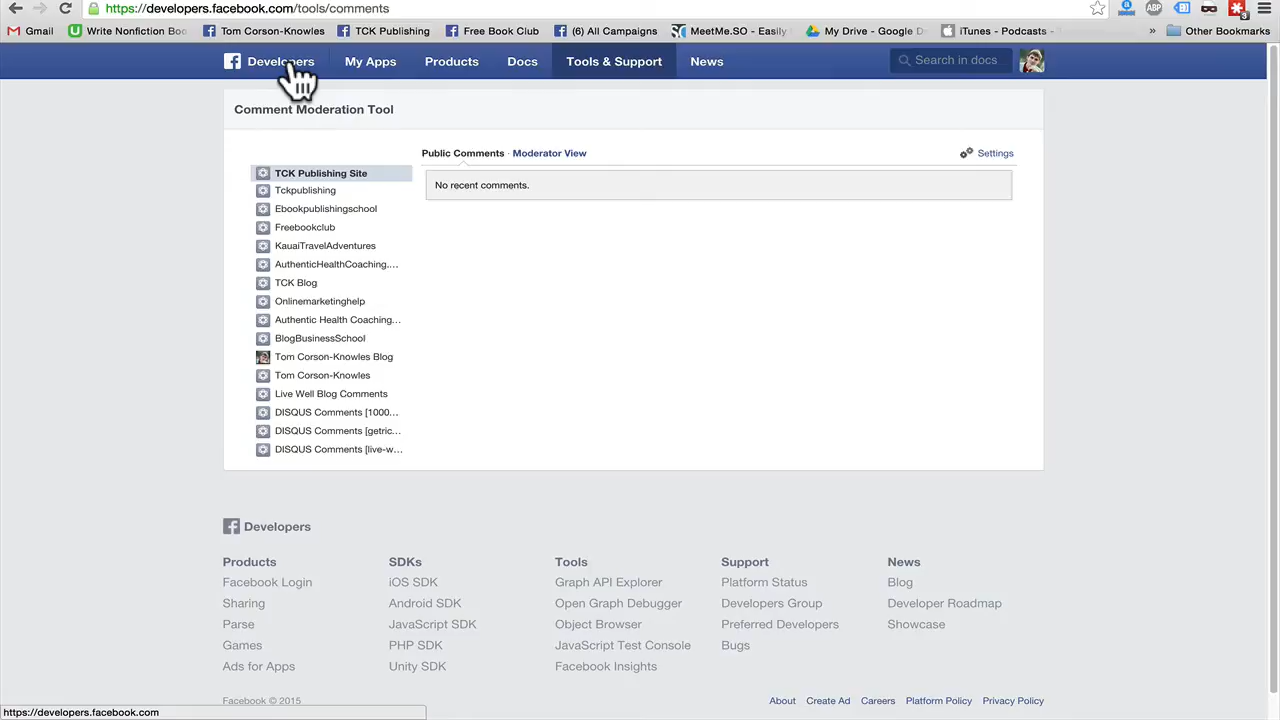 https://developers.facebook.com/tools/comments
Gmail
Write Nonfiction Boo
Tom Corson-Knowles
TCK Publishing
Free Book Club
(6) All Campaigns
MeetMe.SO - Easily
My Drive - Google D
iTunes - Podcasts -
» Other Bookmarks
Developers My Apps Products Docs Tools & Support News Search in docs
Comment Moderation Tool
Public Comments · Moderator View Settings
No recent comments.
TCK Publishing Site
Tckpublishing
Ebookpublishingschool
Freebookclub
KauaiTravelAdventures
AuthenticHealthCoaching....
TCK Blog
Onlinemarketinghelp
Authentic Health Coaching...
BlogBusinessSchool
Tom Corson-Knowles Blog
Tom Corson-Knowles
Live Well Blog Comments
DISQUS Comments [1000...
DISQUS Comments [getric...
DISQUS Comments [live-w...
Developers
Products
Facebook Login
Sharing
Parse
Games
Ads for Apps
SDKs
iOS SDK
Android SDK
JavaScript SDK
PHP SDK
Unity SDK
Tools
Graph API Explorer
Open Graph Debugger
Object Browser
JavaScript Test Console
Facebook Insights
Support
Platform Status
Developers Group
Preferred Developers
Bugs
News
Blog
Developer Roadmap
Showcase
Facebook © 2015
About Create Ad Careers Platform Policy Privacy Policy
https://developers.facebook.com